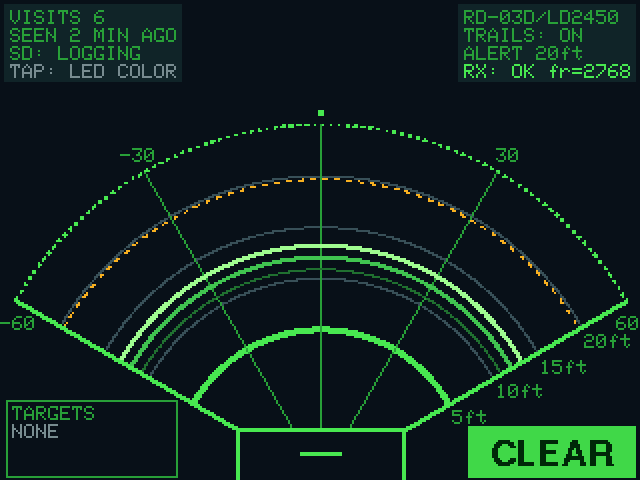 VISITS 6
SEEN 2 MIN AGO
SD: LOGGING
TAP: LED COLOR
RD-03D/LD2450
TRAILS: ON
ALERT 20ft
RX: OK fr=2768
-30
30
-60
60
20ft
15ft
10ft
5ft
TARGETS
NONE
CLEAR